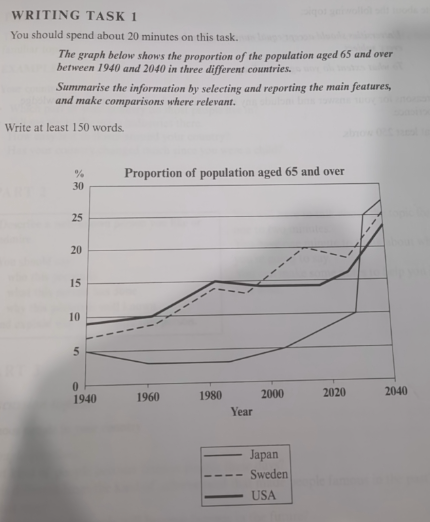 WRITING TASK 1
You should spend about 20 minutes on this task.
The graph below shows the proportion of the population aged 65 and over
between 1940 and 2040 in three different countries.
Summarise the information by selecting and reporting the main features,
and make comparisons where relevant.
Write at least 150 words.
Proportion of population aged 65 and over
%
30
25
20
15
10
5
0
1940 1960 1980 2000 2020 2040
Year
Japan
Sweden
USA